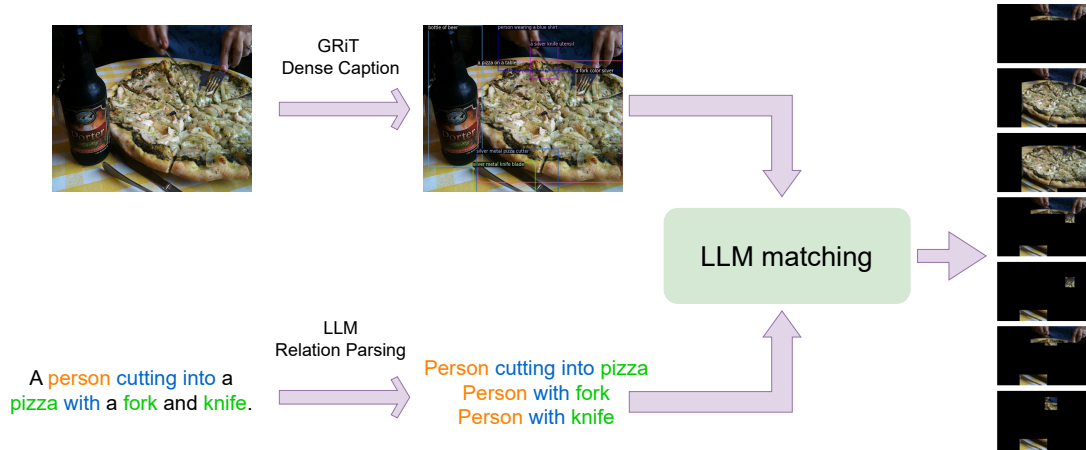 GRiT
Dense Caption
Porter
bottle of beer
person wearing a blue shirt
a silver knife utensil
a pizza on a table
a fork color silver
Porter
silver metal pizza cutter
silver metal knife blade
LLM matching
LLM
Relation Parsing
A person cutting into a
pizza with a fork and knife.
Person cutting into pizza
Person with fork
Person with knife